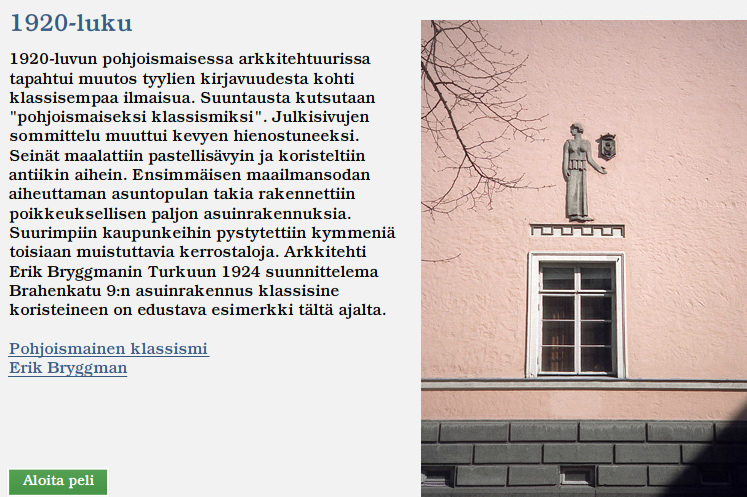 1920-luku
1920-luvun pohjoismaisessa arkkitehtuurissa
tapahtui muutos tyylien kirjavuudesta kohti
klassisempaa ilmaisua. Suuntausta kutsutaan
"pohjoismaiseksi klassismiksi". Julkisivujen
sommittelu muuttui kevyen hienostuneeksi.
Seinät maalattiin pastellisävyin ja koristeltiin
antiikin aihein. Ensimmäisen maailmansodan
aiheuttaman asuntopulan takia rakennettiin
poikkeuksellisen paljon asuinrakennuksia.
Suurimpiin kaupunkeihin pystytettiin kymmeniä
toisiaan muistuttavia kerrostaloja. Arkkitehti
Erik Bryggmanin Turkuun 1924 suunnittelema
Brahenkatu 9:n asuinrakennus klassisine
koristeineen on edustava esimerkki tältä ajalta.
Pohjoismainen klassismi
Erik Bryggman
Aloita peli